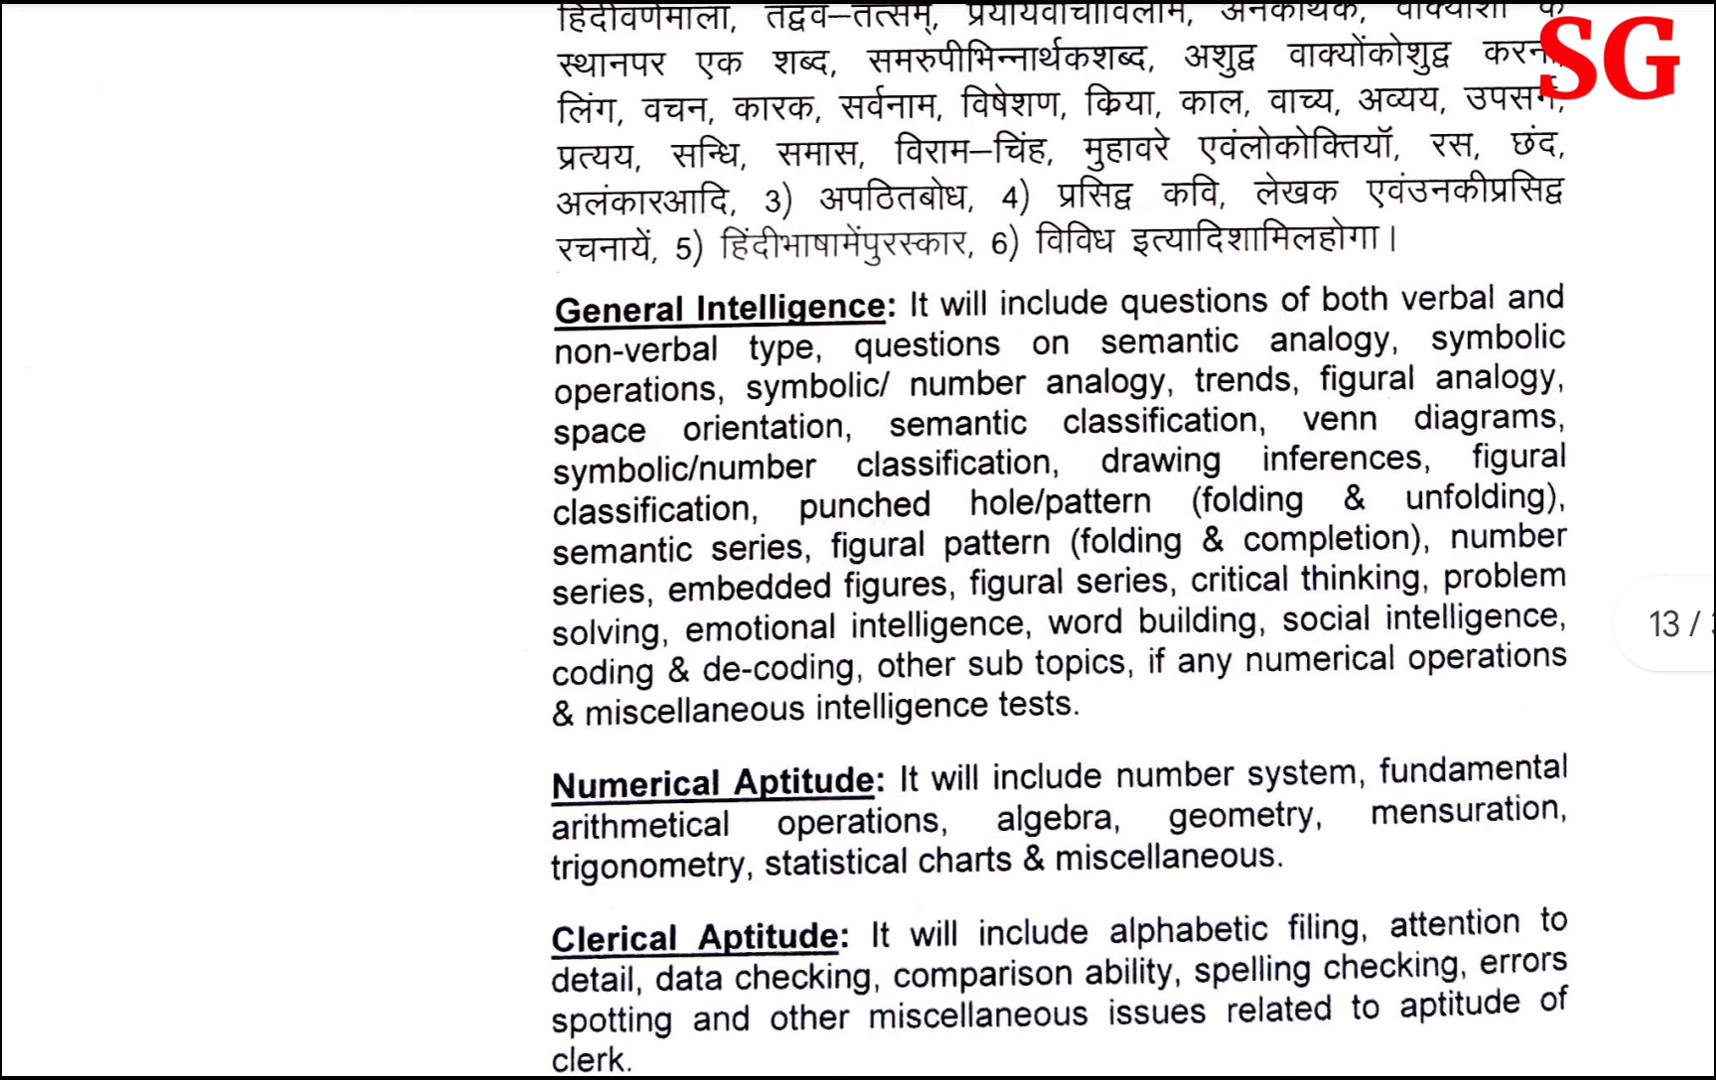 हिंदीवर्णमाला, तद्वव–तत्सम्, अनेकार्थक,
स्थानपर एक शब्द, समरुपीभिन्नार्थकशब्द, अशुद्व वाक्योंकोशुद्व
लिंग, वचन, कारक, सर्वनाम, विषेशण, क्रिया, काल, वाच्य, अव्यय, उपसर्ग,
प्रत्यय, सन्धि, समास, विराम–चिंह, मुहावरे एवंलोकोक्तियॉ, रस, छंद,
अलंकारआदि, 3) अपठितबोध, 4) प्रसिद्व कवि, लेखक एवंउनकीप्रसिद्व
रचनायें, 5) हिंदीभाषामेंपुरस्कार, 6) विविध इत्यादिशामिलहोगा।
SG
General Intelligence: It will include questions of both verbal and
non-verbal type, questions on semantic analogy, symbolic
operations, symbolic/ number analogy, trends, figural analogy,
space orientation, semantic classification, venn diagrams,
symbolic/number classification, drawing inferences, figural
classification, punched hole/pattern (folding & unfolding),
semantic series, figural pattern (folding & completion), number
series, embedded figures, figural series, critical thinking, problem
solving, emotional intelligence, word building, social intelligence,
coding & de-coding, other sub topics, if any numerical operations
& miscellaneous intelligence tests.
13 /
Numerical Aptitude: It will include number system, fundamental
arithmetical operations, algebra, geometry, mensuration,
trigonometry, statistical charts & miscellaneous.
Clerical Aptitude: It will include alphabetic filing, attention to
detail, data checking, comparison ability, spelling checking, errors
spotting and other miscellaneous issues related to aptitude of
clerk.